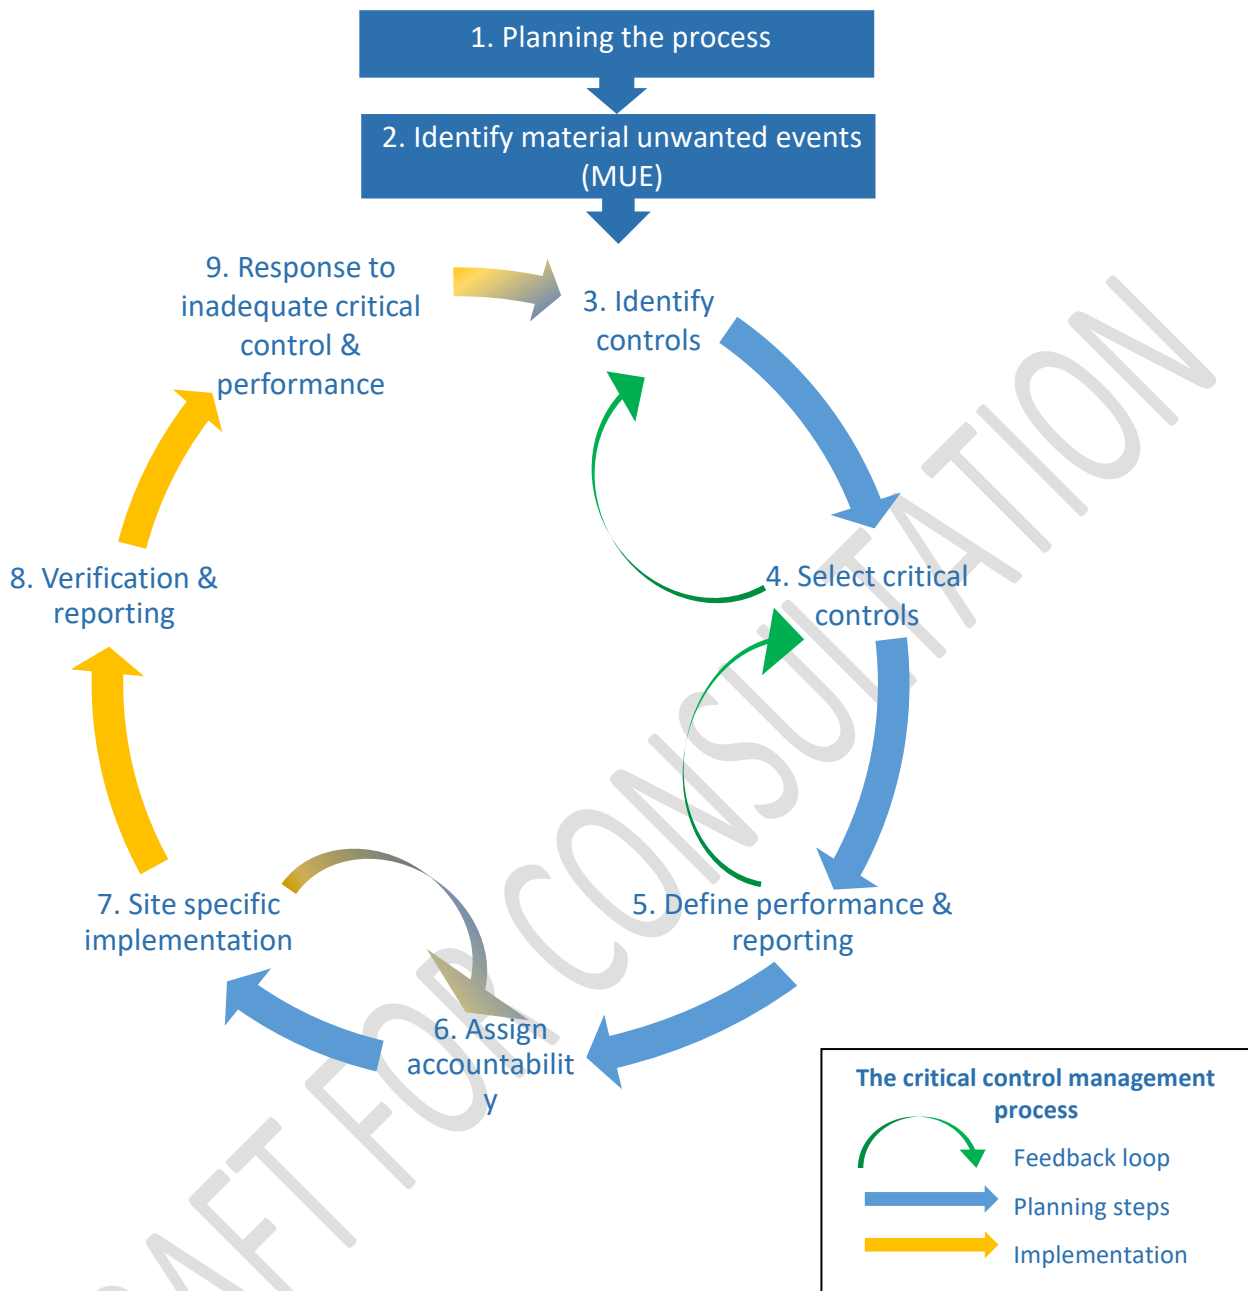 1. Planning the process
2. Identify material unwanted events
(MUE)
9. Response to
inadequate critical
control &
performance
3. Identify
controls
8. Verification &
reporting
4. Select critical
controls
7. Site specific
implementation
5. Define performance &
reporting
6. Assign
accountabilit
y
The critical control management
process
Feedback loop
Planning steps
Implementation
AFT FOR CONSULTATION